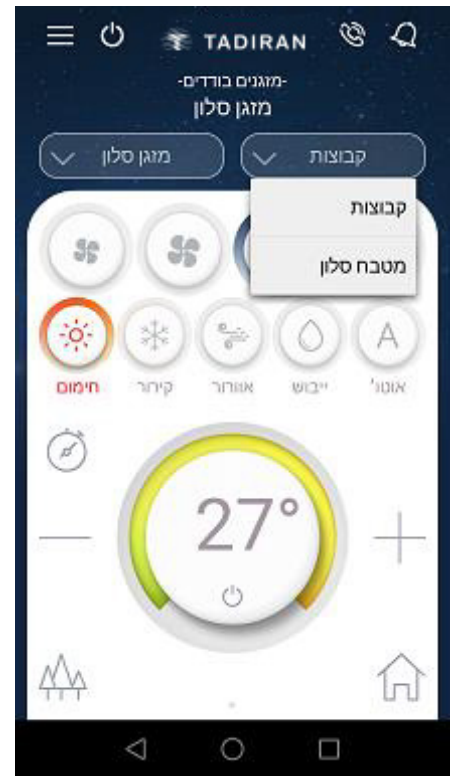 TADIRAN
-מזגנים בודדים-
מזגן סלון
קבוצות
מזגן סלון
קבוצות
מטבח סלון
A
אוטו'
ייבוש
אוורור
קירור
חימום
27°